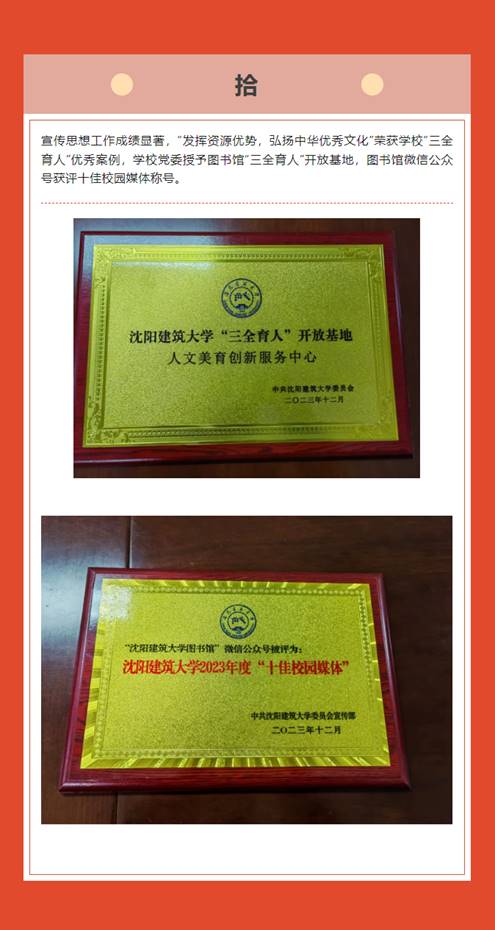 拾
宣传思想工作成绩显著，“发挥资源优势，弘扬中华优秀文化”荣获学校“三全
育人”优秀案例，学校党委授予图书馆“三全育人”开放基地，图书馆微信公众
号获评十佳校园媒体称号。
沈阳建筑大学“三全育人”开放基地
人文美育创新服务中心
中共沈阳建筑大学委员会
二〇二三年十二月
“沈阳建筑大学图书馆”微信公众号被评为：
沈阳建筑大学2023年度“十佳校园媒体”
中共沈阳建筑大学委员会宣传部
二〇二三年十二月